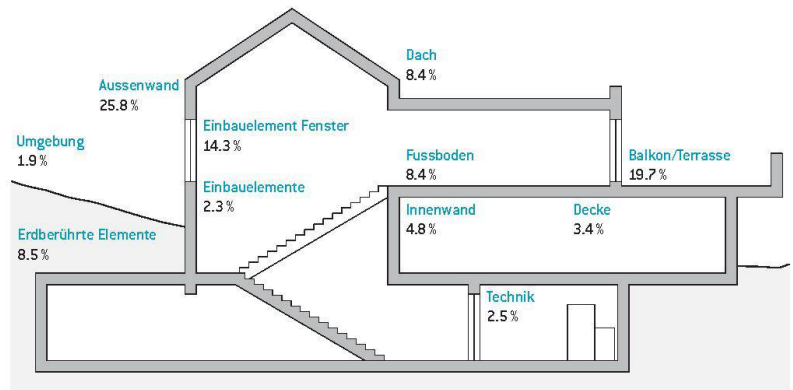 Dach
8.4 %
Aussenwand
25.8 %
Einbauelement Fenster
14.3 %
Umgebung
1.9 %
Fussboden
8.4 %
Balkon/Terrasse
19.7 %
Einbauelemente
2.3 %
Innenwand
4.8 %
Decke
3.4 %
Erdberührte Elemente
8.5 %
Technik
2.5 %